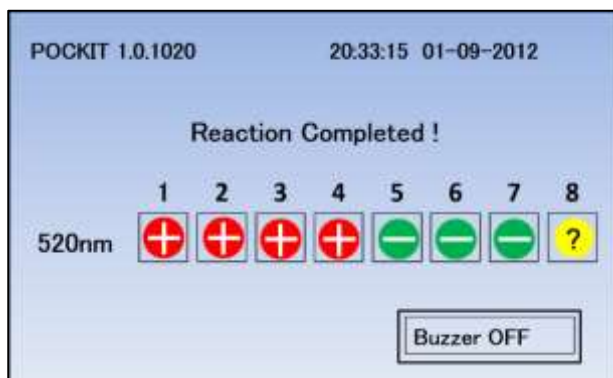 POCKIT 1.0.1020 20:33:15 01-09-2012
Reaction Completed !
1 2 3 4 5 6 7 8
520nm + + + + − − − ?
Buzzer OFF